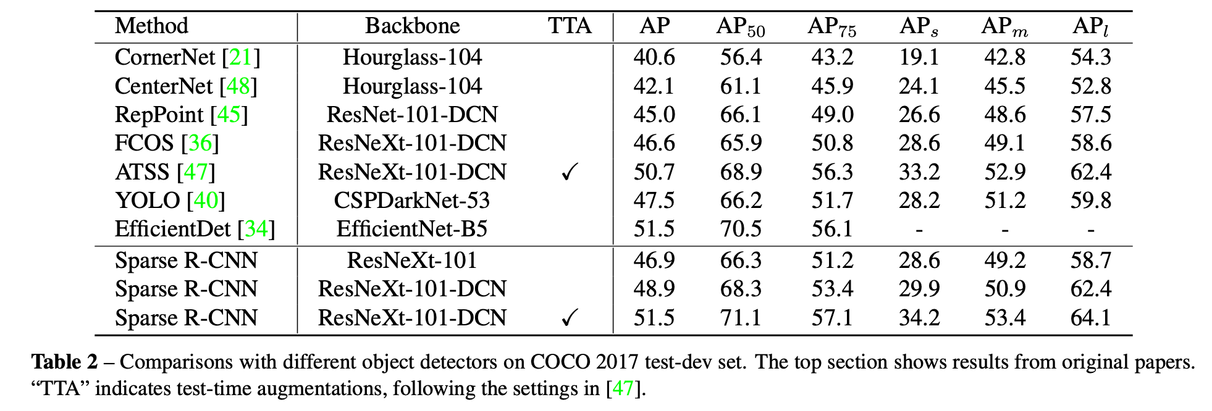 Method Backbone TTA AP AP50 AP75 APs APm APl
CornerNet [21] Hourglass-104 40.6 56.4 43.2 19.1 42.8 54.3
CenterNet [48] Hourglass-104 42.1 61.1 45.9 24.1 45.5 52.8
RepPoint [45] ResNet-101-DCN 45.0 66.1 49.0 26.6 48.6 57.5
FCOS [36] ResNeXt-101-DCN 46.6 65.9 50.8 28.6 49.1 58.6
ATSS [47] ResNeXt-101-DCN ✓ 50.7 68.9 56.3 33.2 52.9 62.4
YOLO [40] CSPDarkNet-53 47.5 66.2 51.7 28.2 51.2 59.8
EfficientDet [34] EfficientNet-B5 51.5 70.5 56.1 - - -
Sparse R-CNN ResNeXt-101 46.9 66.3 51.2 28.6 49.2 58.7
Sparse R-CNN ResNeXt-101-DCN 48.9 68.3 53.4 29.9 50.9 62.4
Sparse R-CNN ResNeXt-101-DCN ✓ 51.5 71.1 57.1 34.2 53.4 64.1
Table 2 – Comparisons with different object detectors on COCO 2017 test-dev set. The top section shows results from original papers.
“TTA” indicates test-time augmentations, following the settings in [47].